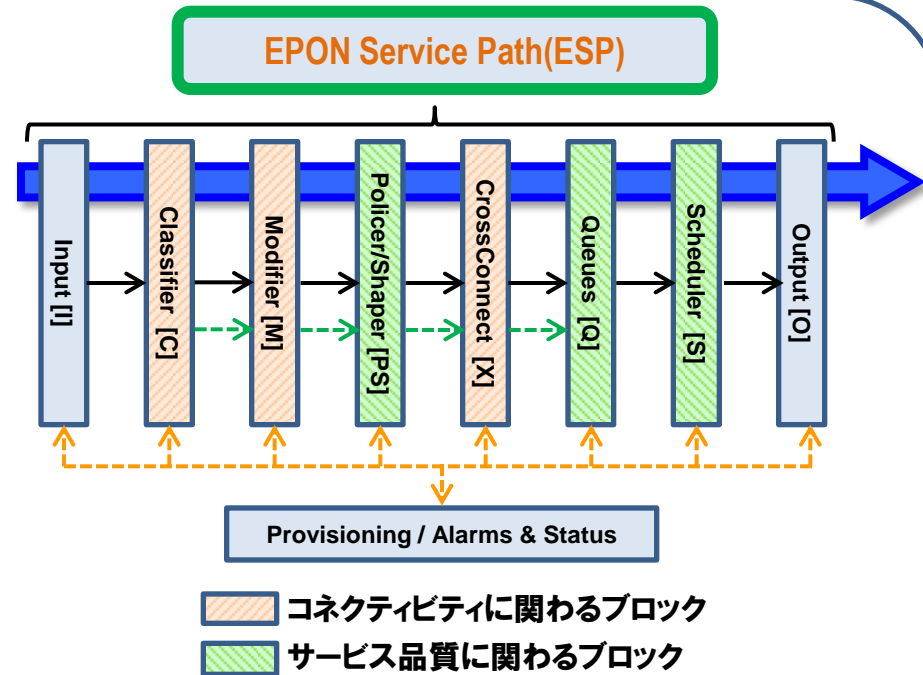 EPON Service Path(ESP)
Input [I]
Classifier [C]
Modifier [M]
Policer/Shaper [PS]
CrossConnect [X]
Queues [Q]
Scheduler [S]
Output [O]
Provisioning / Alarms & Status
コネクティビティに関わるブロック
サービス品質に関わるブロック